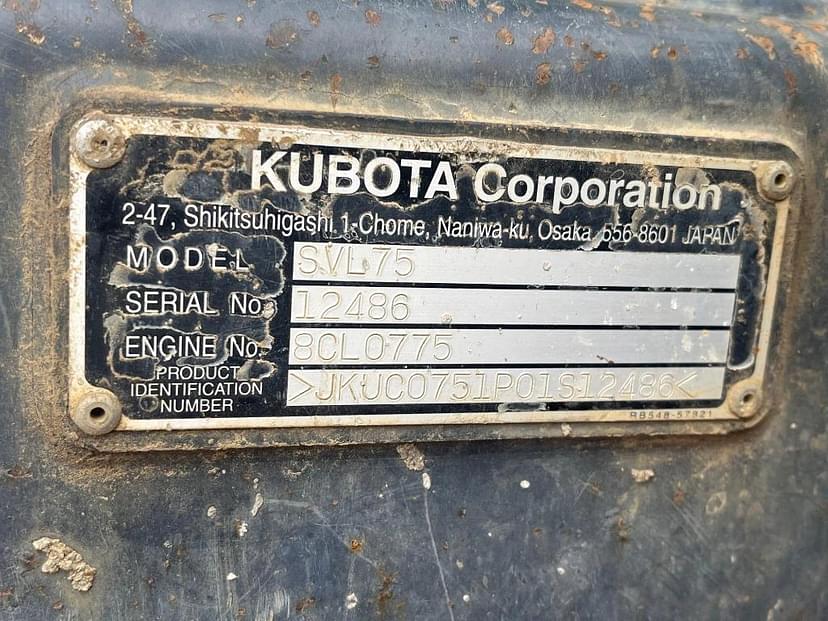 KUBOTA Corporation
2-47, Shikitsuhigashi 1-Chome, Naniwa-ku, Osaka 556-8601 JAPAN
MODEL SVL75
SERIAL No. 12486
ENGINE No. 8CL0775
PRODUCT
IDENTIFICATION
NUMBER >JKUC0751P01S12486<
RB548-57821